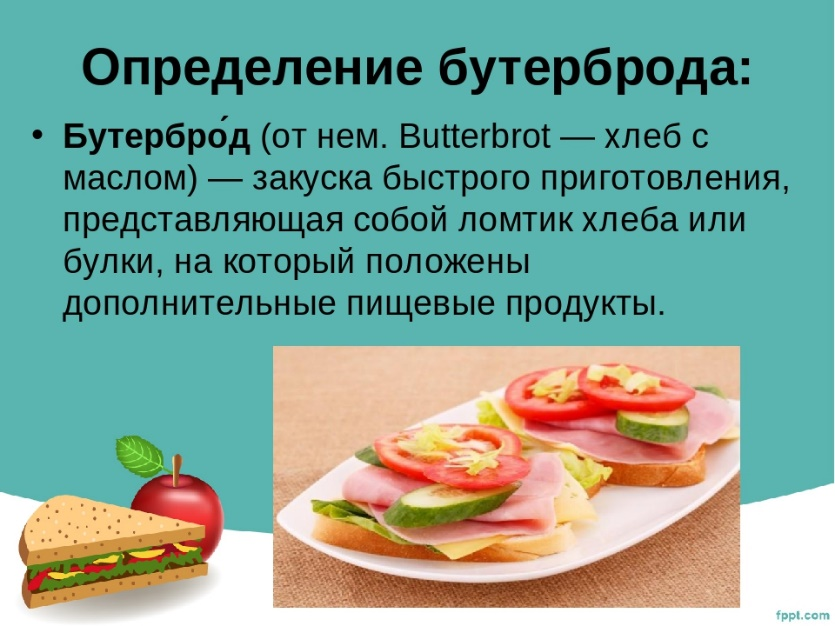 Определение бутерброда:
• Бутербро́д (от нем. Butterbrot — хлеб с
маслом) — закуска быстрого приготовления,
представляющая собой ломтик хлеба или
булки, на который положены
дополнительные пищевые продукты.
fppt.com